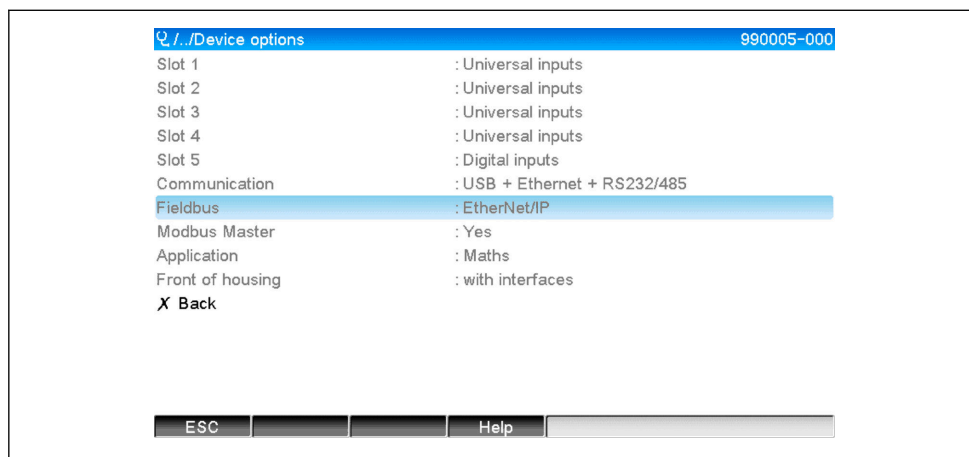 /../Device options 990005-000
Slot 1 : Universal inputs
Slot 2 : Universal inputs
Slot 3 : Universal inputs
Slot 4 : Universal inputs
Slot 5 : Digital inputs
Communication : USB + Ethernet + RS232/485
Fieldbus : EtherNet/IP
Modbus Master : Yes
Application : Maths
Front of housing : with interfaces
X Back
ESC Help